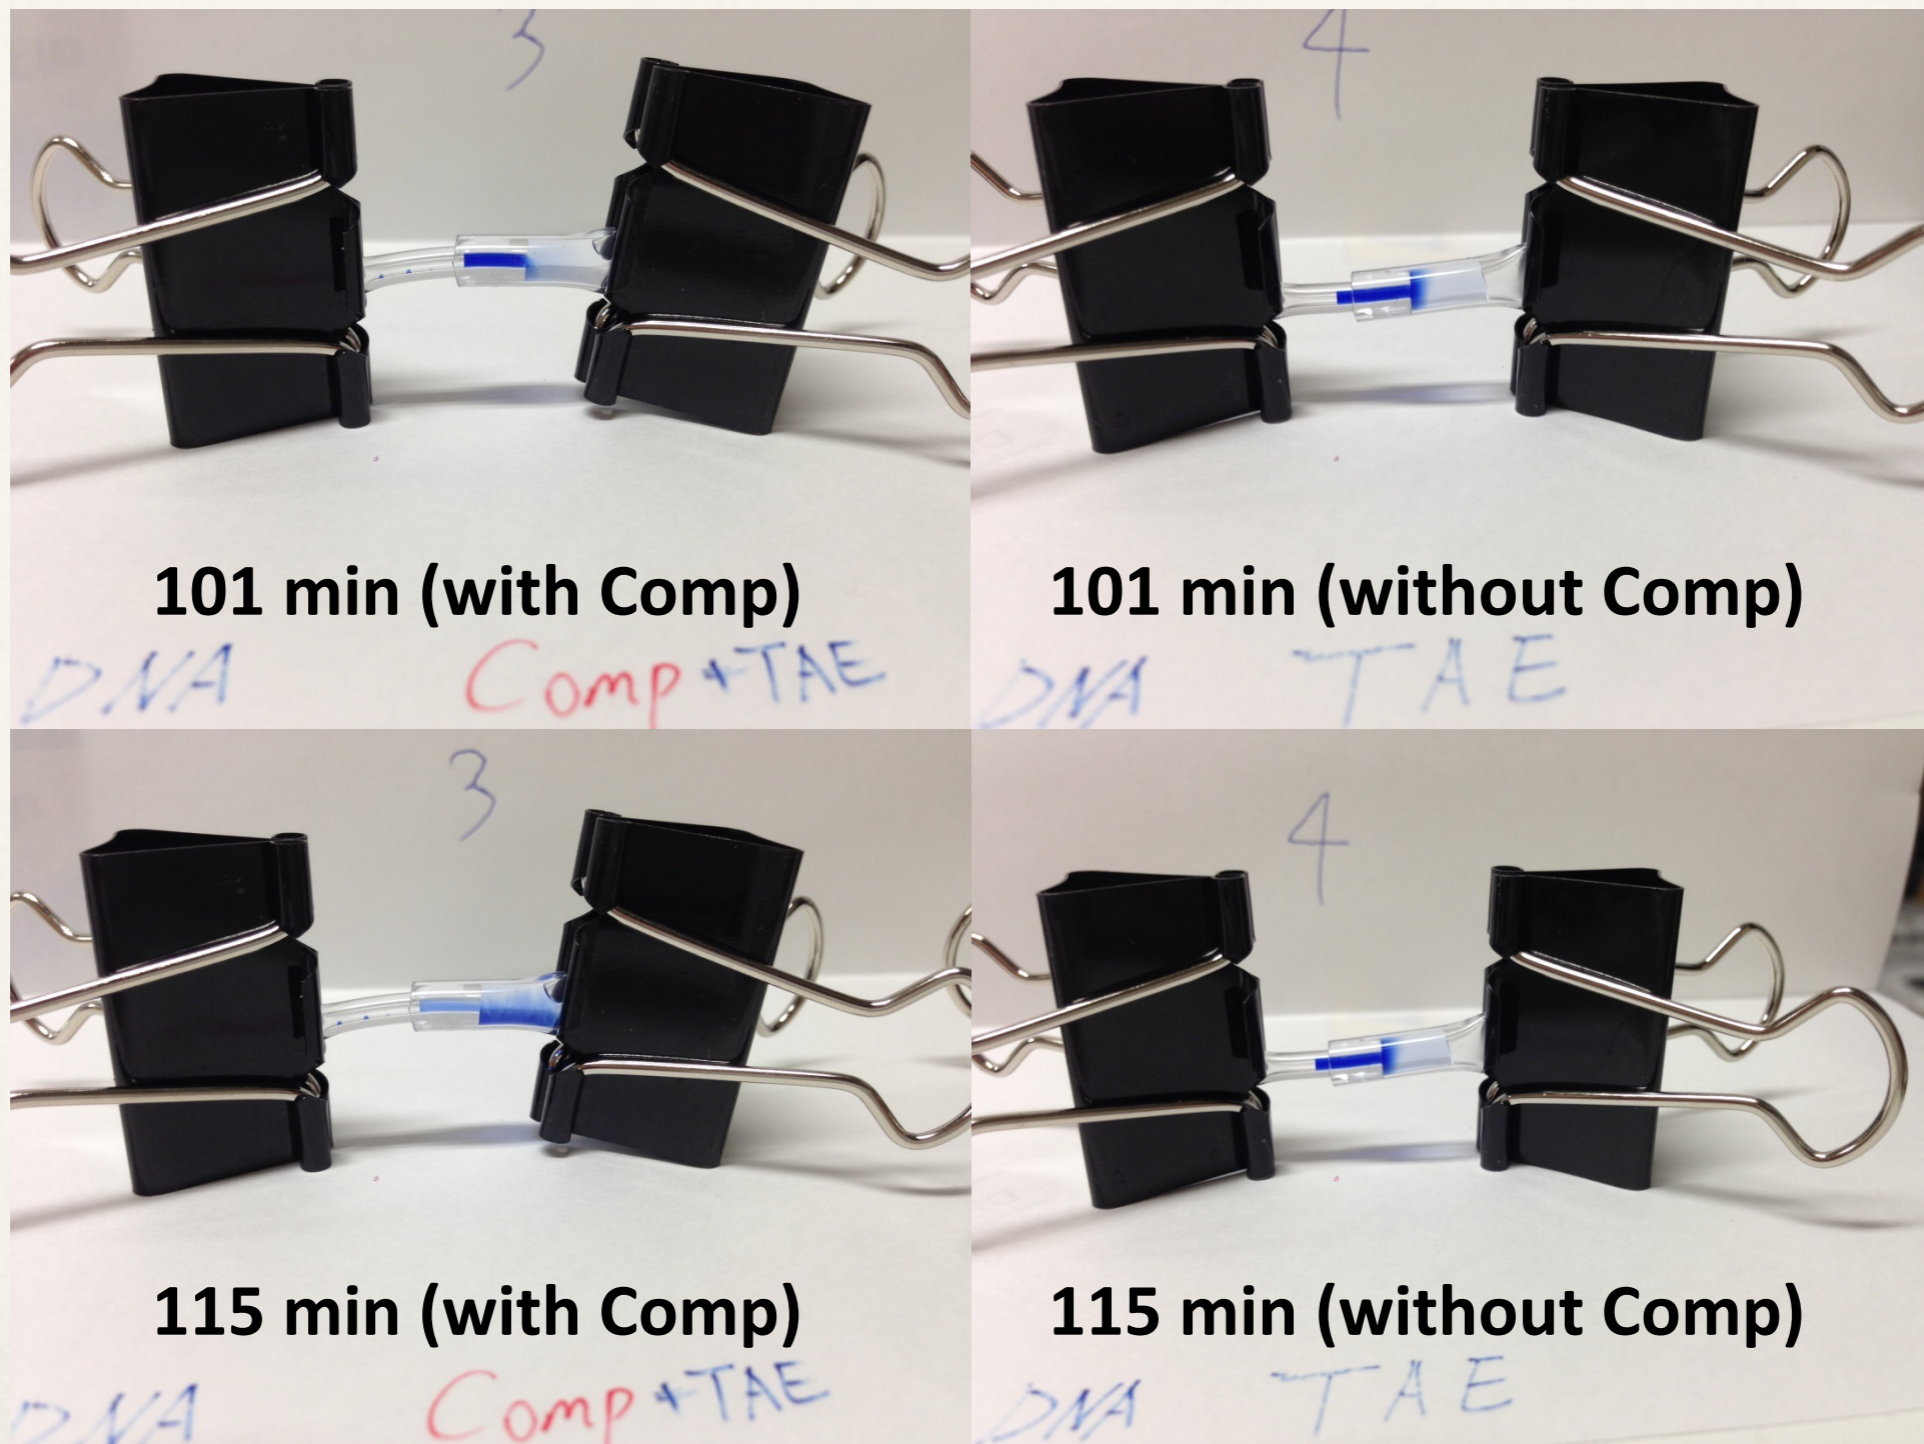 3
101 min (with Comp)
DNA Comp+TAE
4
101 min (without Comp)
DNA TAE
3
115 min (with Comp)
DNA Comp+TAE
4
115 min (without Comp)
DNA TAE